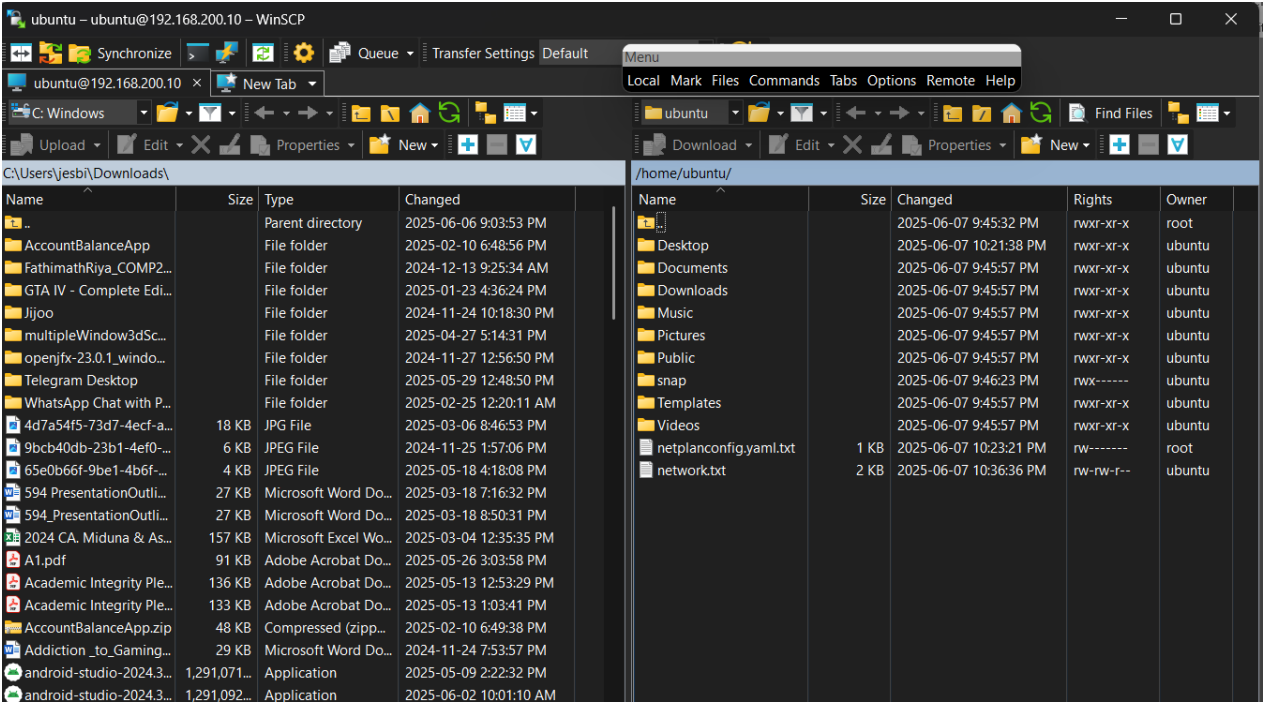 ubuntu – ubuntu@192.168.200.10 – WinSCP
Synchronize Queue Transfer Settings Default
Menu
Local Mark Files Commands Tabs Options Remote Help
ubuntu@192.168.200.10 × New Tab
C: Windows
Upload Edit Properties New
C:\Users\jesbi\Downloads\
Name Size Type Changed
.. Parent directory 2025-06-06 9:03:53 PM
AccountBalanceApp File folder 2025-02-10 6:48:56 PM
FathimathRiya_COMP2... File folder 2024-12-13 9:25:34 AM
GTA IV - Complete Edi... File folder 2025-01-23 4:36:24 PM
Jijoo File folder 2024-11-24 10:18:30 PM
multipleWindow3dSc... File folder 2025-04-27 5:14:31 PM
openjfx-23.0.1_windo... File folder 2024-11-27 12:56:50 PM
Telegram Desktop File folder 2025-05-29 12:48:50 PM
WhatsApp Chat with P... File folder 2025-02-25 12:20:11 AM
4d7a54f5-73d7-4ecf-a... 18 KB JPG File 2025-03-06 8:46:53 PM
9bcb40db-23b1-4ef0-... 6 KB JPEG File 2024-11-25 1:57:06 PM
65e0b66f-9be1-4b6f-... 4 KB JPEG File 2025-05-18 4:18:08 PM
594 PresentationOutli... 27 KB Microsoft Word Do... 2025-03-18 7:16:32 PM
594_PresentationOutli... 27 KB Microsoft Word Do... 2025-03-18 8:50:31 PM
2024 CA. Miduna & As... 157 KB Microsoft Excel Wo... 2025-03-04 12:35:35 PM
A1.pdf 91 KB Adobe Acrobat Do... 2025-05-26 3:03:58 PM
Academic Integrity Ple... 136 KB Adobe Acrobat Do... 2025-05-13 12:53:29 PM
Academic Integrity Ple... 133 KB Adobe Acrobat Do... 2025-05-13 1:03:41 PM
AccountBalanceApp.zip 48 KB Compressed (zipp... 2025-02-10 6:49:38 PM
Addiction _to_Gaming... 29 KB Microsoft Word Do... 2024-11-24 7:53:57 PM
android-studio-2024.3... 1,291,071... Application 2025-05-09 2:22:32 PM
android-studio-2024.3... 1,291,092... Application 2025-06-02 10:01:10 AM
ubuntu Find Files
Download Edit Properties New
/home/ubuntu/
Name Size Changed Rights Owner
.. 2025-06-07 9:45:32 PM rwxr-xr-x root
Desktop 2025-06-07 10:21:38 PM rwxr-xr-x ubuntu
Documents 2025-06-07 9:45:57 PM rwxr-xr-x ubuntu
Downloads 2025-06-07 9:45:57 PM rwxr-xr-x ubuntu
Music 2025-06-07 9:45:57 PM rwxr-xr-x ubuntu
Pictures 2025-06-07 9:45:57 PM rwxr-xr-x ubuntu
Public 2025-06-07 9:45:57 PM rwxr-xr-x ubuntu
snap 2025-06-07 9:46:23 PM rwx------ ubuntu
Templates 2025-06-07 9:45:57 PM rwxr-xr-x ubuntu
Videos 2025-06-07 9:45:57 PM rwxr-xr-x ubuntu
netplanconfig.yaml.txt 1 KB 2025-06-07 10:23:21 PM rw------- root
network.txt 2 KB 2025-06-07 10:36:36 PM rw-rw-r-- ubuntu